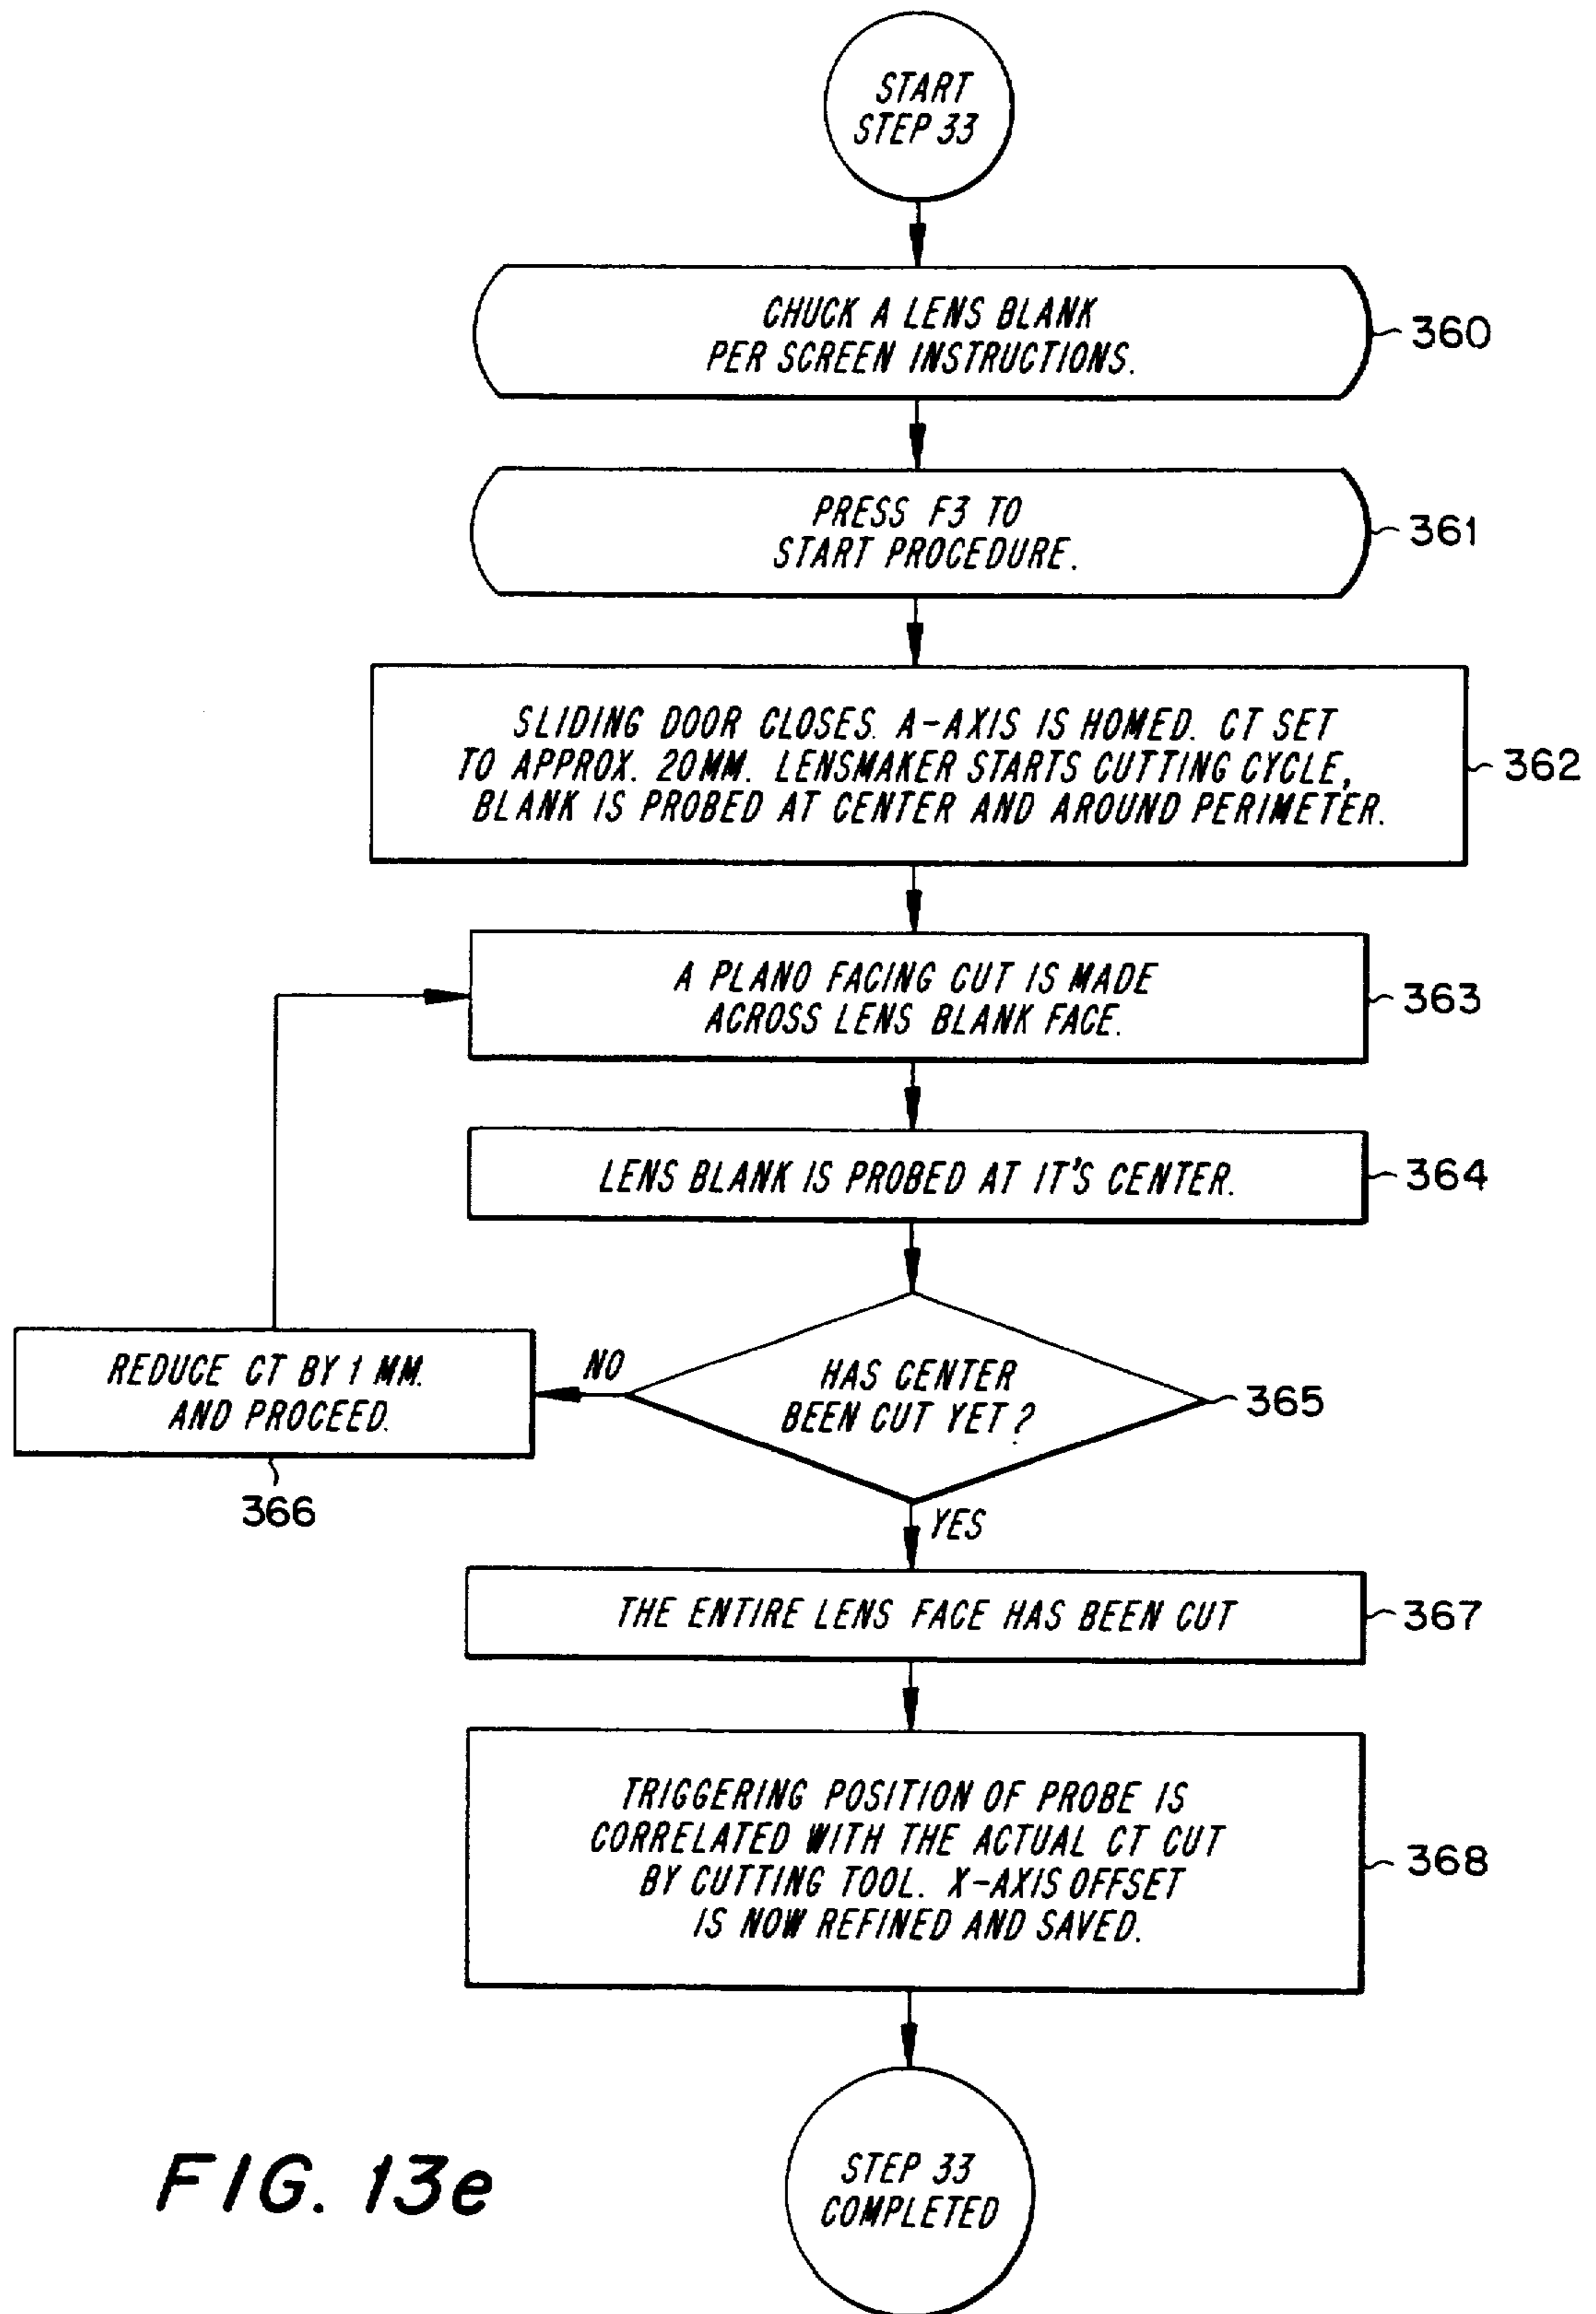 START
STEP 33
CHUCK A LENS BLANK
PER SCREEN INSTRUCTIONS.
360
PRESS F3 TO
START PROCEDURE.
361
SLIDING DOOR CLOSES. A-AXIS IS HOMED. CT SET
TO APPROX. 20MM. LENSMAKER STARTS CUTTING CYCLE,
BLANK IS PROBED AT CENTER AND AROUND PERIMETER.
362
A PLANO FACING CUT IS MADE
ACROSS LENS BLANK FACE.
363
LENS BLANK IS PROBED AT IT'S CENTER.
364
HAS CENTER
BEEN CUT YET?
365
NO
REDUCE CT BY 1 MM.
AND PROCEED.
366
YES
THE ENTIRE LENS FACE HAS BEEN CUT
367
TRIGGERING POSITION OF PROBE IS
CORRELATED WITH THE ACTUAL CT CUT
BY CUTTING TOOL. X-AXIS OFFSET
IS NOW REFINED AND SAVED.
368
STEP 33
COMPLETED
FIG. 13e